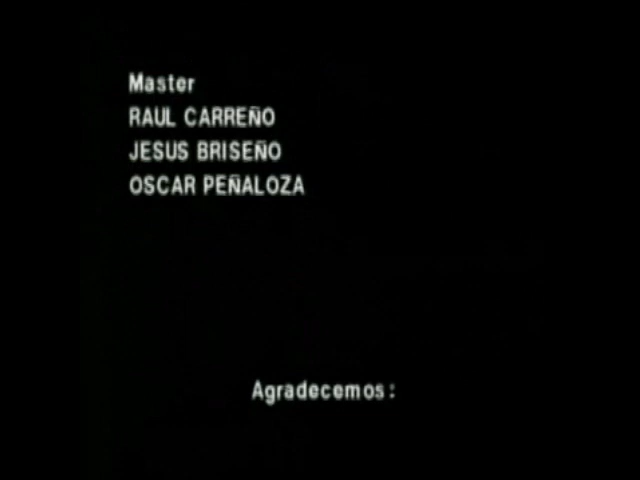 Master
RAUL CARREÑO
JESUS BRISEÑO
OSCAR PEÑALOZA
Agradecemos: